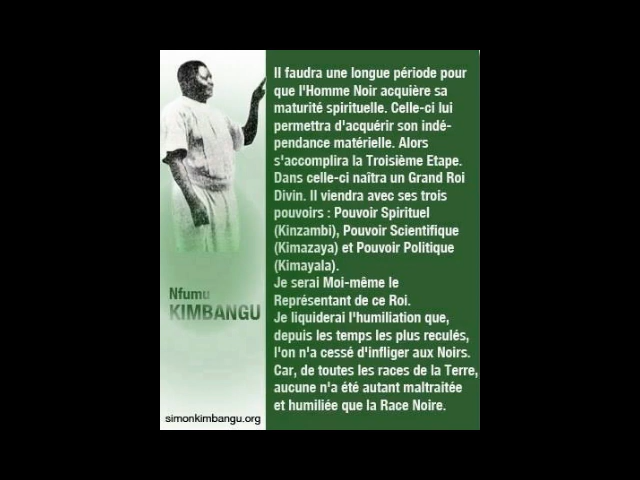 Il faudra une longue période pour
que l'Homme Noir acquière sa
maturité spirituelle. Celle-ci lui
permettra d'acquérir son indé-
pendance matérielle. Alors
s'accomplira la Troisième Etape.
Dans celle-ci naîtra un Grand Roi
Divin. Il viendra avec ses trois
pouvoirs : Pouvoir Spirituel
(Kinzambi), Pouvoir Scientifique
(Kimazaya) et Pouvoir Politique
(Kimayala).
Je serai Moi-même le
Représentant de ce Roi.
Je liquiderai l'humiliation que,
depuis les temps les plus reculés,
l'on n'a cessé d'infliger aux Noirs.
Car, de toutes les races de la Terre,
aucune n'a été autant maltraitée
et humiliée que la Race Noire.
Nfumu
KIMBANGU
simonkimbangu.org